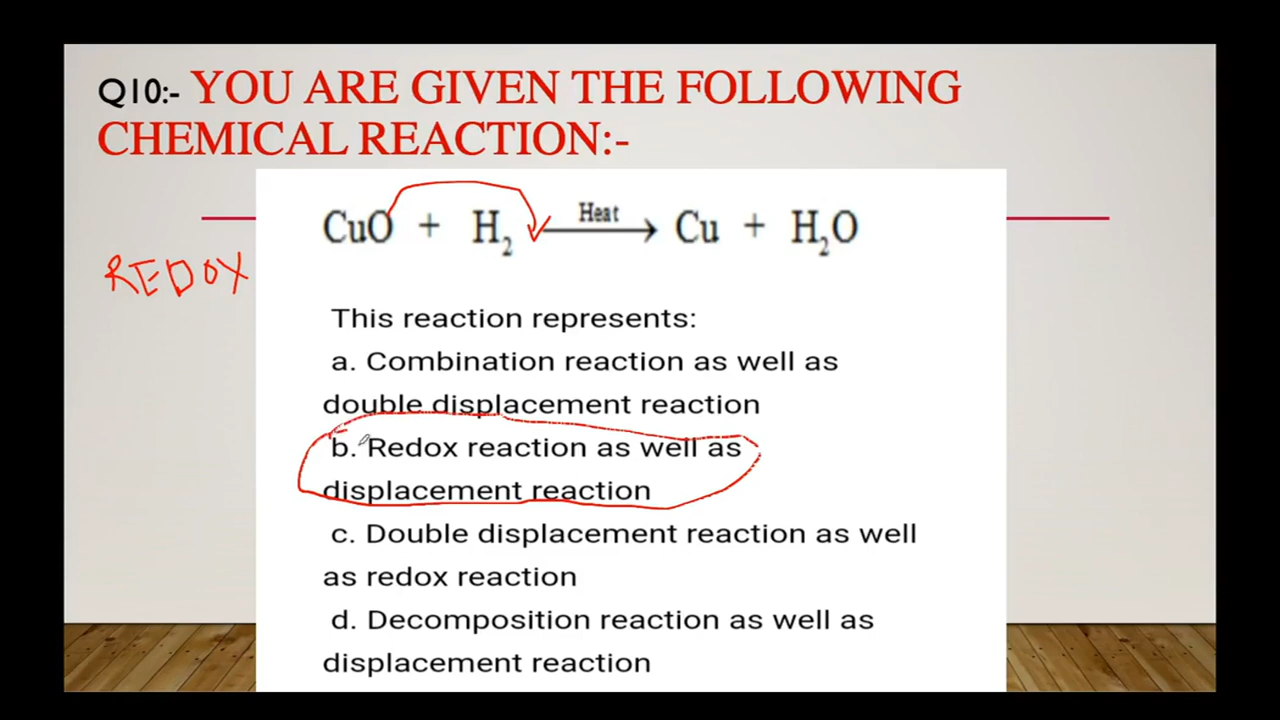 Q10:- YOU ARE GIVEN THE FOLLOWING
CHEMICAL REACTION:-
CuO + H₂ Heat→ Cu + H₂O
REDOX
This reaction represents:
a. Combination reaction as well as
double displacement reaction
b. Redox reaction as well as
displacement reaction
c. Double displacement reaction as well
as redox reaction
d. Decomposition reaction as well as
displacement reaction